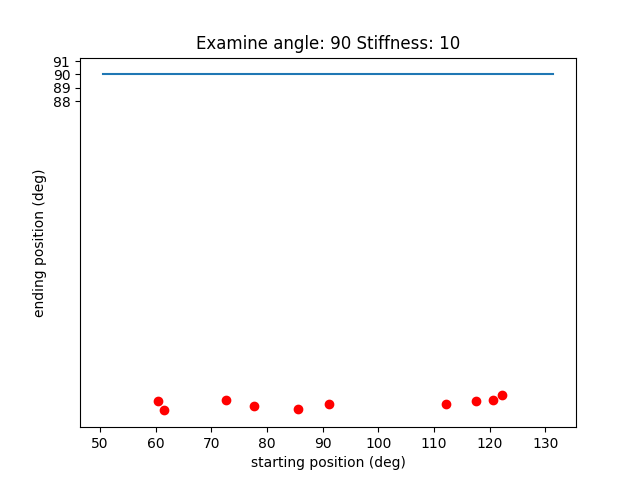 Examine angle: 90 Stiffness: 10
91
90
89
88
ending position (deg)
50 60 70 80 90 100 110 120 130
starting position (deg)